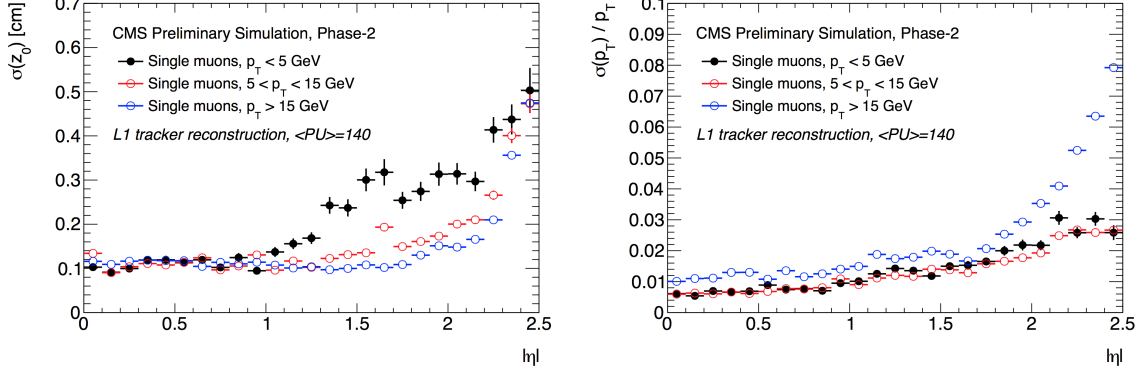 0.7
0.6
0.5
0.4
0.3
0.2
0.1
0
σ(z0) [cm]
CMS Preliminary Simulation, Phase-2
Single muons, pT < 5 GeV
Single muons, 5 < pT < 15 GeV
Single muons, pT > 15 GeV
L1 tracker reconstruction, <PU>=140
0 0.5 1 1.5 2 2.5
|η|
0.1
0.09
0.08
0.07
0.06
0.05
0.04
0.03
0.02
0.01
0
σ(pT) / pT
CMS Preliminary Simulation, Phase-2
Single muons, pT < 5 GeV
Single muons, 5 < pT < 15 GeV
Single muons, pT > 15 GeV
L1 tracker reconstruction, <PU>=140
0 0.5 1 1.5 2 2.5
|η|